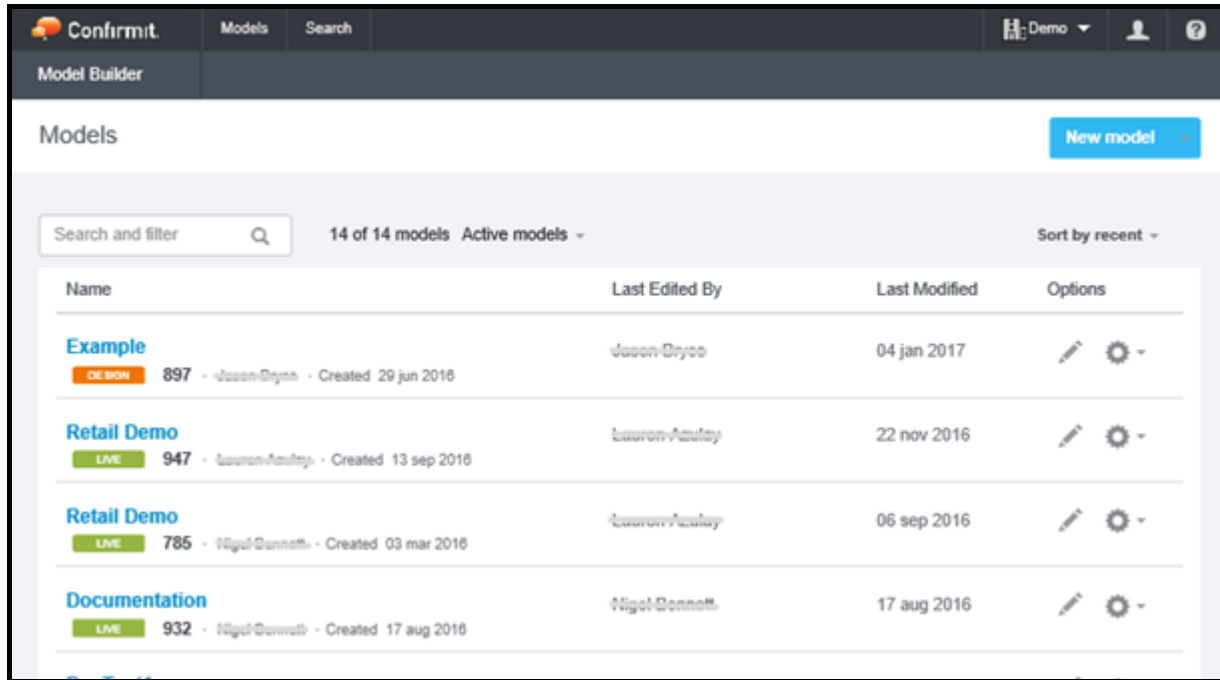 Confirmit. Models Search Demo
Model Builder
Models New model
Search and filter 14 of 14 models Active models Sort by recent
Name Last Edited By Last Modified Options
Example 04 jan 2017
DESIGN 897 - - Created 29 jun 2016
Retail Demo 22 nov 2016
LIVE 947 - - Created 13 sep 2016
Retail Demo 06 sep 2016
LIVE 785 - - Created 03 mar 2016
Documentation 17 aug 2016
LIVE 932 - - Created 17 aug 2016